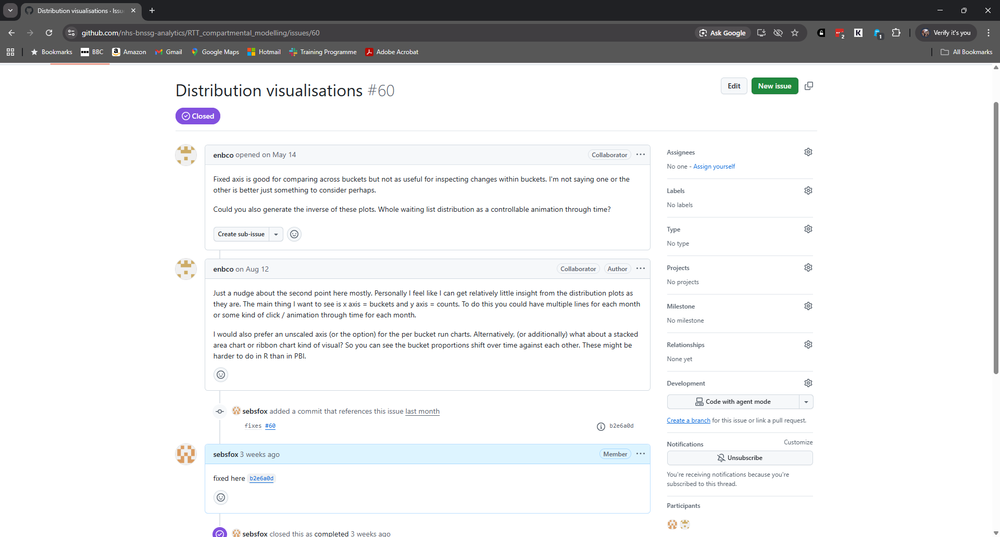 Distribution visualisations · Issu
github.com/nhs-bnssg-analytics/RTT_compartmental_modelling/issues/60
Ask Google
2
K
1
Verify it's you
Bookmarks
BBC
Amazon
Gmail
Google Maps
Hotmail
Training Programme
Adobe Acrobat
All Bookmarks
Distribution visualisations #60
Edit
New issue
Closed
enbco opened on May 14
Collaborator
Fixed axis is good for comparing across buckets but not as useful for inspecting changes within buckets. I'm not saying one or the
other is better just something to consider perhaps.
Could you also generate the inverse of these plots. Whole waiting list distribution as a controllable animation through time?
Create sub-issue
enbco on Aug 12
Collaborator
Author
Just a nudge about the second point here mostly. Personally I feel like I can get relatively little insight from the distribution plots as
they are. The main thing I want to see is x axis = buckets and y axis = counts. To do this you could have multiple lines for each month
or some kind of click / animation through time for each month.
I would also prefer an unscaled axis (or the option) for the per bucket run charts. Alternatively, (or additionally) what about a stacked
area chart or ribbon chart kind of visual? So you can see the bucket proportions shift over time against each other. These might be
harder to do in R than in PBI.
sebsfox added a commit that references this issue last month
fixes #60
b2e6a0d
sebsfox 3 weeks ago
Member
fixed here b2e6a0d
sebsfox closed this as completed 3 weeks ago
Assignees
No one - Assign yourself
Labels
No labels
Type
No type
Projects
No projects
Milestone
No milestone
Relationships
None yet
Development
Code with agent mode
Create a branch for this issue or link a pull request.
Notifications
Customize
Unsubscribe
You're receiving notifications because you're
subscribed to this thread.
Participants